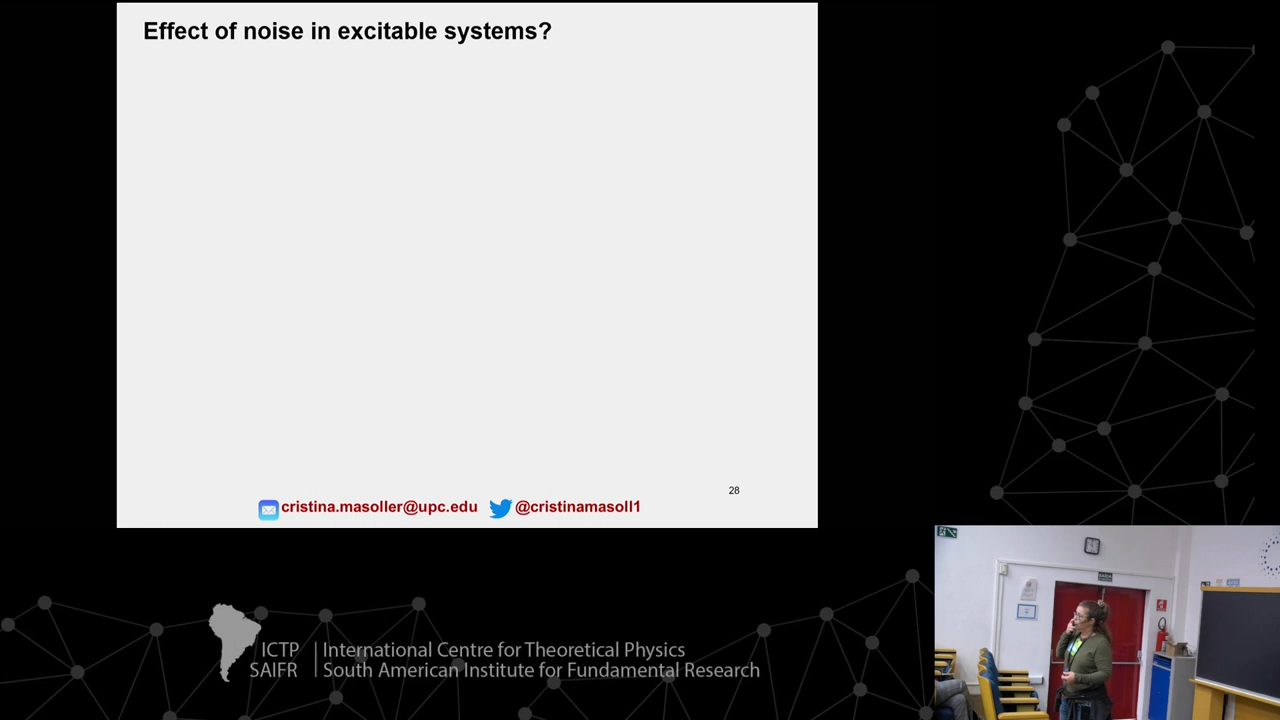 Effect of noise in excitable systems?
28
cristina.masoller@upc.edu @cristinamasoll1
ICTP International Centre for Theoretical Physics
SAIFR South American Institute for Fundamental Research